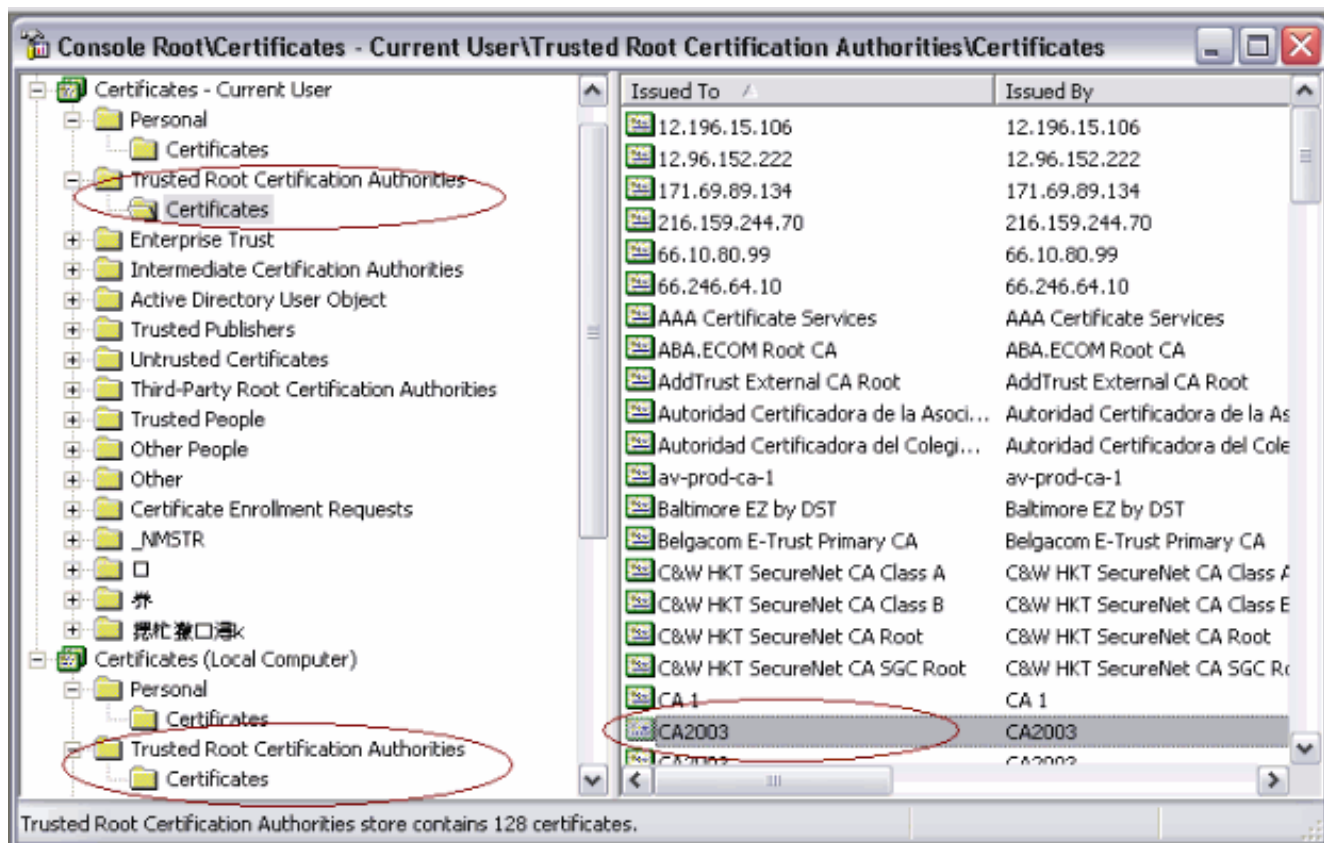 Console Root\Certificates - Current User\Trusted Root Certification Authorities\Certificates
Certificates - Current User
Personal
Certificates
Trusted Root Certification Authorities
Certificates
Enterprise Trust
Intermediate Certification Authorities
Active Directory User Object
Trusted Publishers
Untrusted Certificates
Third-Party Root Certification Authorities
Trusted People
Other People
Other
Certificate Enrollment Requests
_NMSTR
Certificates (Local Computer)
Personal
Certificates
Trusted Root Certification Authorities
Certificates
Issued To Issued By
12.196.15.106 12.196.15.106
12.96.152.222 12.96.152.222
171.69.89.134 171.69.89.134
216.159.244.70 216.159.244.70
66.10.80.99 66.10.80.99
66.246.64.10 66.246.64.10
AAA Certificate Services AAA Certificate Services
ABA.ECOM Root CA ABA.ECOM Root CA
AddTrust External CA Root AddTrust External CA Root
Autoridad Certificadora de la Asoci... Autoridad Certificadora de la As
Autoridad Certificadora del Colegi... Autoridad Certificadora del Cole
av-prod-ca-1 av-prod-ca-1
Baltimore EZ by DST Baltimore EZ by DST
Belgacom E-Trust Primary CA Belgacom E-Trust Primary CA
C&W HKT SecureNet CA Class A C&W HKT SecureNet CA Class A
C&W HKT SecureNet CA Class B C&W HKT SecureNet CA Class
C&W HKT SecureNet CA Root C&W HKT SecureNet CA Root
C&W HKT SecureNet CA SGC Root C&W HKT SecureNet CA SGC
CA 1 CA 1
CA2003 CA2003
Trusted Root Certification Authorities store contains 128 certificates.